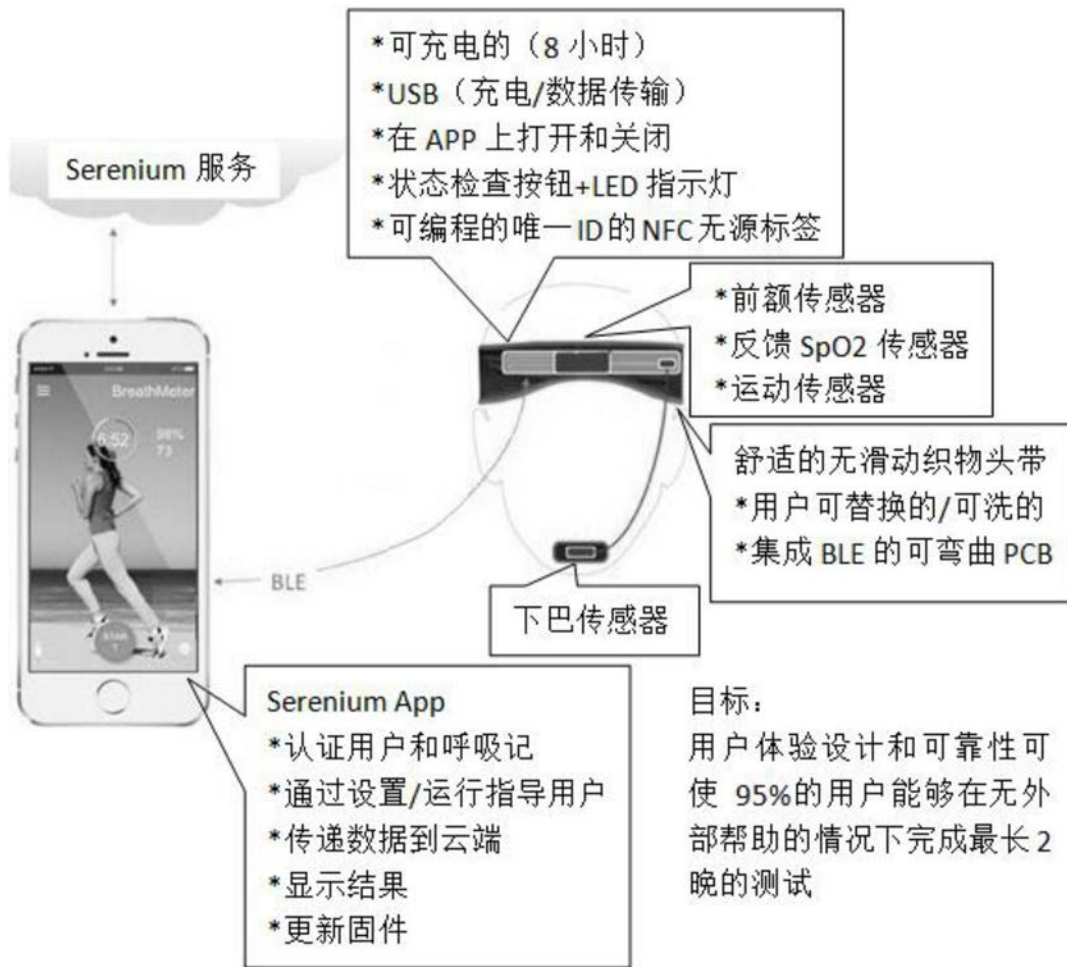 *可充电的（8 小时）
*USB（充电/数据传输）
*在 APP 上打开和关闭
*状态检查按钮+LED 指示灯
*可编程的唯一 ID 的 NFC 无源标签
Serenium 服务
*前额传感器
*反馈 SpO2 传感器
*运动传感器
BreathMeter
6:52
98%
73
舒适的无滑动织物头带
*用户可替换的/可洗的
*集成 BLE 的可弯曲 PCB
BLE
下巴传感器
STAR
T
Serenium App
*认证用户和呼吸记
*通过设置/运行指导用户
*传递数据到云端
*显示结果
*更新固件
目标：
用户体验设计和可靠性可
使 95%的用户能够在无外
部帮助的情况下完成最长 2
晚的测试